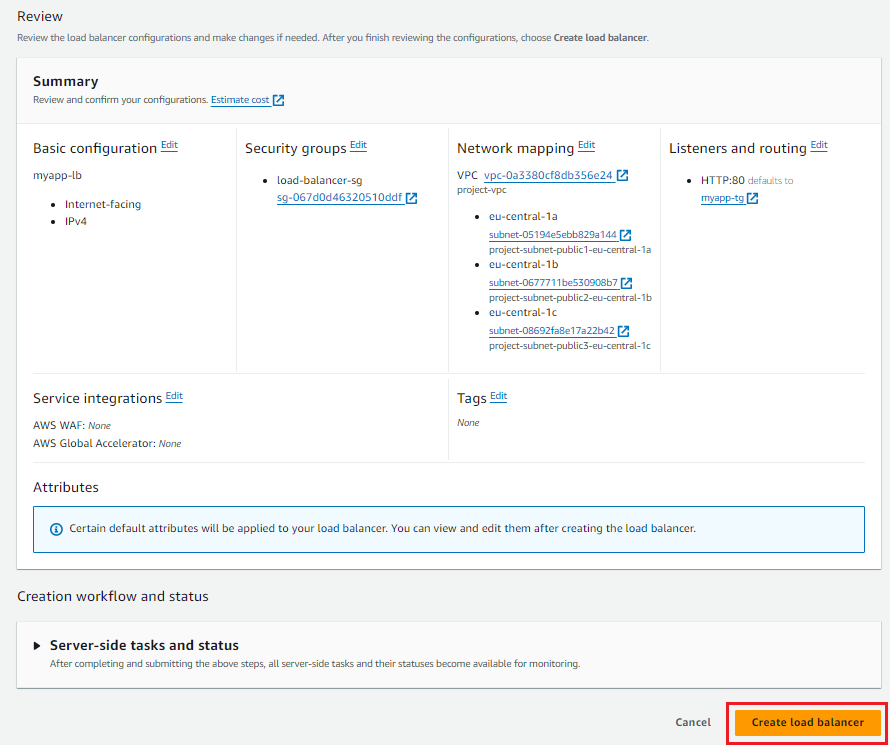 Review
Review the load balancer configurations and make changes if needed. After you finish reviewing the configurations, choose Create load balancer.
Summary
Review and confirm your configurations. Estimate cost
Basic configuration Edit
myapp-lb
Internet-facing
IPv4
Security groups Edit
load-balancer-sg
sg-067d0d46320510ddf
Network mapping Edit
VPC vpc-0a3380cf8db356e24
project-vpc
eu-central-1a
subnet-05194e5ebb829a144
project-subnet-public1-eu-central-1a
eu-central-1b
subnet-0677711be530908b7
project-subnet-public2-eu-central-1b
eu-central-1c
subnet-08692fa8e17a22b42
project-subnet-public3-eu-central-1c
Listeners and routing Edit
HTTP:80 defaults to
myapp-tg
Service integrations Edit
AWS WAF: None
AWS Global Accelerator: None
Tags Edit
None
Attributes
Certain default attributes will be applied to your load balancer. You can view and edit them after creating the load balancer.
Creation workflow and status
Server-side tasks and status
After completing and submitting the above steps, all server-side tasks and their statuses become available for monitoring.
Cancel
Create load balancer